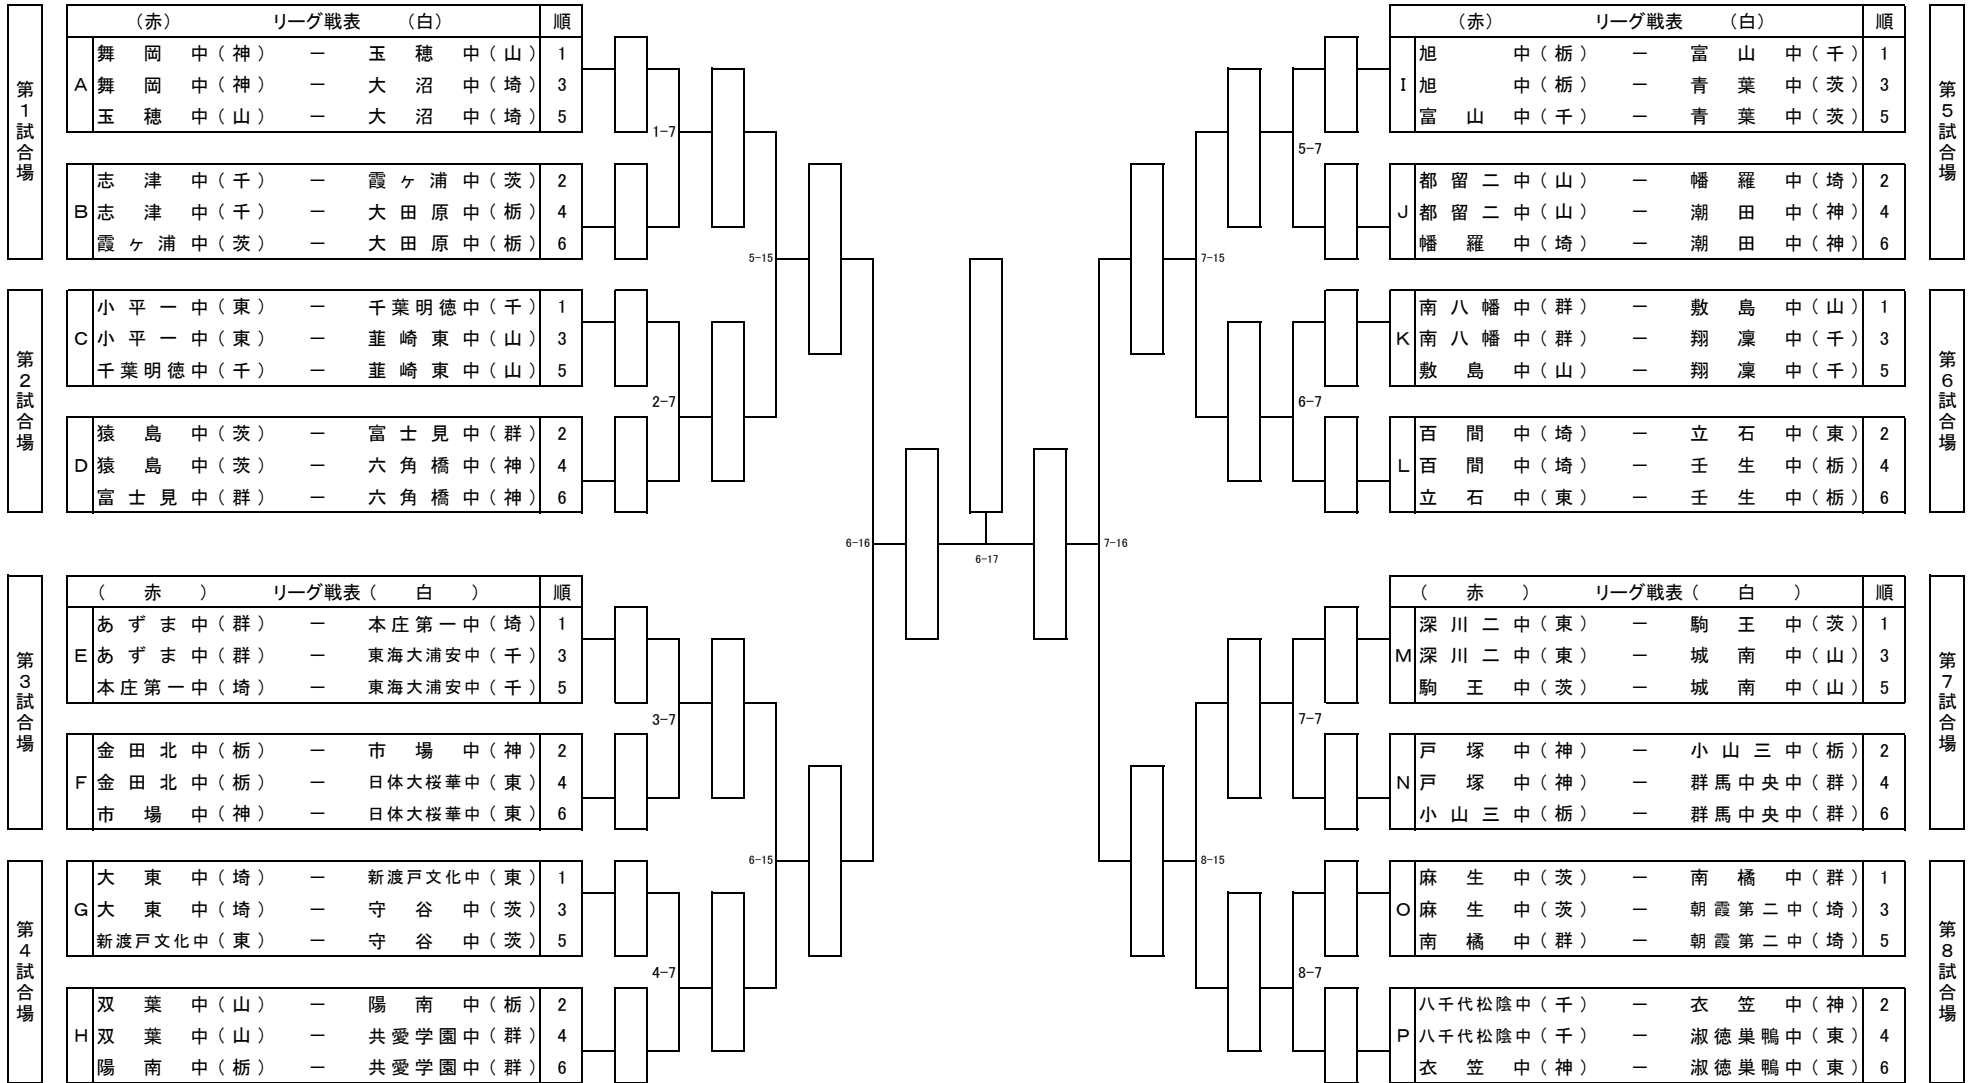 第1試合場
（赤） リーグ戦表 （白） 順
A
舞岡中（神） － 玉穂中（山） 1
舞岡中（神） － 大沼中（埼） 3
玉穂中（山） － 大沼中（埼） 5
B
志津中（千） － 霞ヶ浦中（茨） 2
志津中（千） － 大田原中（栃） 4
霞ヶ浦中（茨） － 大田原中（栃） 6
1-7
第2試合場
C
小平一中（東） － 千葉明徳中（千） 1
小平一中（東） － 韮崎東中（山） 3
千葉明徳中（千） － 韮崎東中（山） 5
D
猿島中（茨） － 富士見中（群） 2
猿島中（茨） － 六角橋中（神） 4
富士見中（群） － 六角橋中（神） 6
2-7
5-15
第3試合場
（赤） リーグ戦表 （白） 順
E
あずま中（群） － 本庄第一中（埼） 1
あずま中（群） － 東海大浦安中（千） 3
本庄第一中（埼） － 東海大浦安中（千） 5
F
金田北中（栃） － 市場中（神） 2
金田北中（栃） － 日体大桜華中（東） 4
市場中（神） － 日体大桜華中（東） 6
3-7
第4試合場
G
大東中（埼） － 新渡戸文化中（東） 1
大東中（埼） － 守谷中（茨） 3
新渡戸文化中（東） － 守谷中（茨） 5
H
双葉中（山） － 陽南中（栃） 2
双葉中（山） － 共愛学園中（群） 4
陽南中（栃） － 共愛学園中（群） 6
4-7
6-15
6-16
6-17
7-16
第5試合場
（赤） リーグ戦表 （白） 順
I
旭中（栃） － 富山中（千） 1
旭中（栃） － 青葉中（茨） 3
富山中（千） － 青葉中（茨） 5
J
都留二中（山） － 幡羅中（埼） 2
都留二中（山） － 潮田中（神） 4
幡羅中（埼） － 潮田中（神） 6
5-7
第6試合場
K
南八幡中（群） － 敷島中（山） 1
南八幡中（群） － 翔凜中（千） 3
敷島中（山） － 翔凜中（千） 5
L
百間中（埼） － 立石中（東） 2
百間中（埼） － 壬生中（栃） 4
立石中（東） － 壬生中（栃） 6
6-7
7-15
第7試合場
（赤） リーグ戦表 （白） 順
M
深川二中（東） － 駒王中（茨） 1
深川二中（東） － 城南中（山） 3
駒王中（茨） － 城南中（山） 5
N
戸塚中（神） － 小山三中（栃） 2
戸塚中（神） － 群馬中央中（群） 4
小山三中（栃） － 群馬中央中（群） 6
7-7
第8試合場
O
麻生中（茨） － 南橘中（群） 1
麻生中（茨） － 朝霞第二中（埼） 3
南橘中（群） － 朝霞第二中（埼） 5
P
八千代松陰中（千） － 衣笠中（神） 2
八千代松陰中（千） － 淑徳巣鴨中（東） 4
衣笠中（神） － 淑徳巣鴨中（東） 6
8-7
8-15